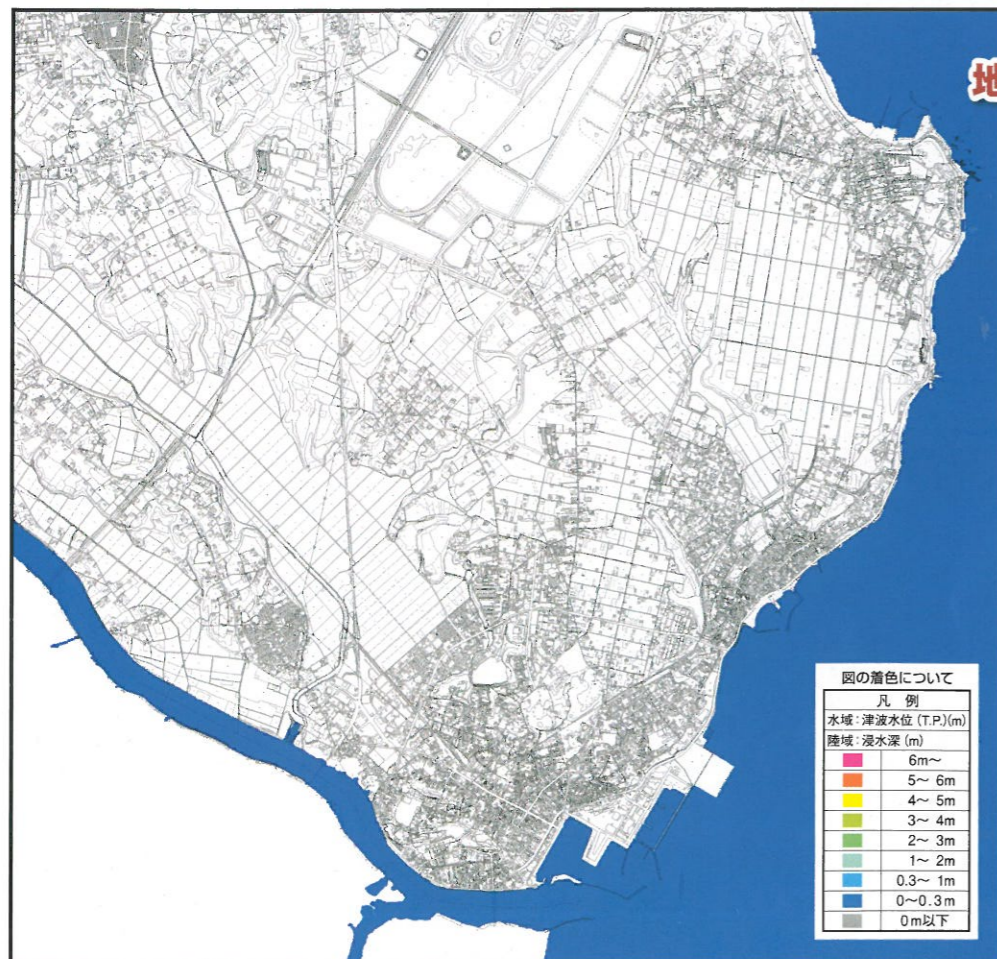 地
図の着色について
凡 例
水域:津波水位 (T.P.)(m)
陸域:浸水深 (m)
6m～
5～ 6m
4～ 5m
3～ 4m
2～ 3m
1～ 2m
0.3～ 1m
0～0.3m
0m以下